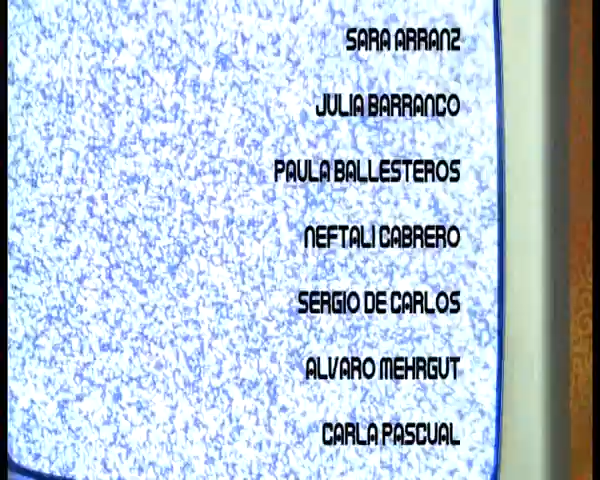 SARA ARRANZ
JULIA BARRANCO
PAULA BALLESTEROS
NEFTALI CABRERO
SERGIO DE CARLOS
ALVARO MEHRGUT
CARLA PASCUAL